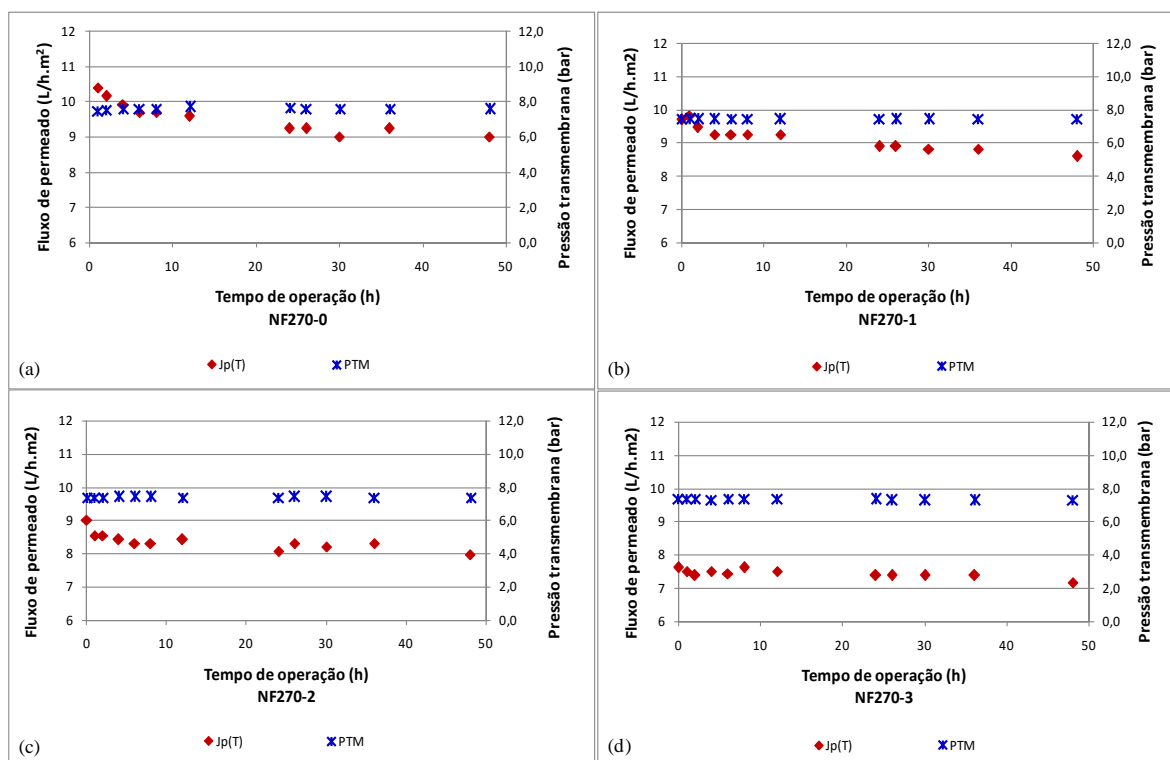 Fluxo de permeado (L/h.m²)
12
11
10
9
8
7
6
12,0
10,0
8,0
6,0
4,0
2,0
0,0
Pressão transmembrana (bar)
0 10 20 30 40 50
Tempo de operação (h)
NF270-0
(a) Jp(T) PTM
Fluxo de permeado (L/h.m2)
12
11
10
9
8
7
6
12,0
10,0
8,0
6,0
4,0
2,0
0,0
Pressão transmembrana (bar)
0 10 20 30 40 50
Tempo de operação (h)
NF270-1
(b) Jp(T) PTM
Fluxo de permeado (L/h.m2)
12
11
10
9
8
7
6
12,0
10,0
8,0
6,0
4,0
2,0
0,0
Pressão transmembrana (bar)
0 10 20 30 40 50
Tempo de operação (h)
NF270-2
(c) Jp(T) PTM
Fluxo de permeado (L/h.m2)
12
11
10
9
8
7
6
12,0
10,0
8,0
6,0
4,0
2,0
0,0
Pressão transmembrana (bar)
0 10 20 30 40 50
Tempo de operação (h)
NF270-3
(d) Jp(T) PTM